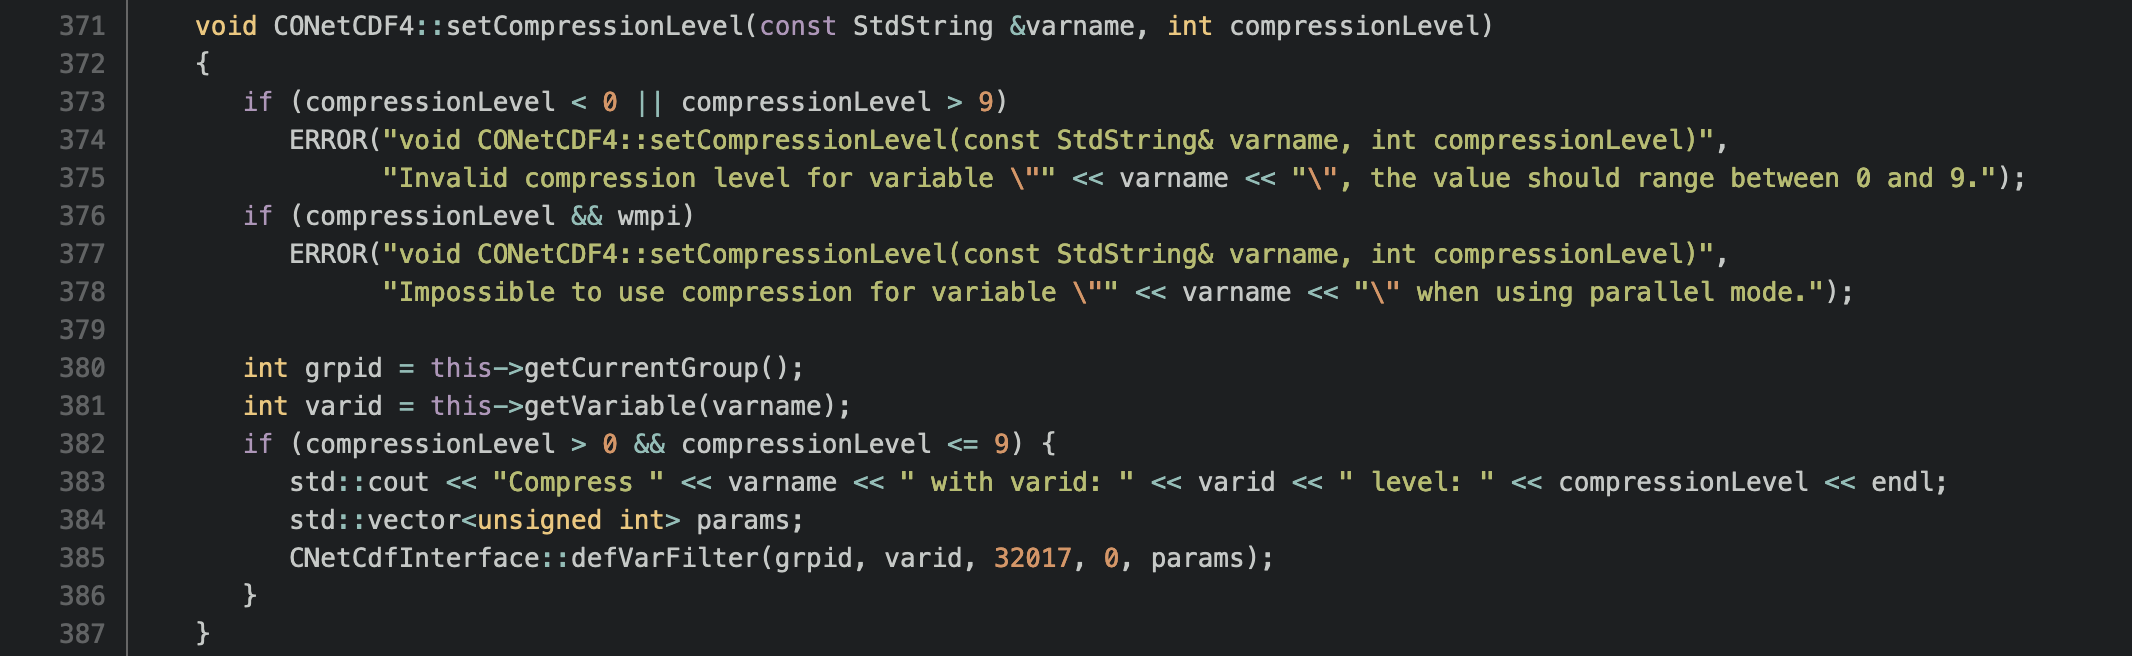 371 void CONetCDF4::setCompressionLevel(const StdString &varname, int compressionLevel)
372 {
373 if (compressionLevel < 0 || compressionLevel > 9)
374 ERROR("void CONetCDF4::setCompressionLevel(const StdString& varname, int compressionLevel)",
375 "Invalid compression level for variable \"" << varname << "\", the value should range between 0 and 9.");
376 if (compressionLevel && wmpi)
377 ERROR("void CONetCDF4::setCompressionLevel(const StdString& varname, int compressionLevel)",
378 "Impossible to use compression for variable \"" << varname << "\" when using parallel mode.");
379
380 int grpid = this->getCurrentGroup();
381 int varid = this->getVariable(varname);
382 if (compressionLevel > 0 && compressionLevel <= 9) {
383 std::cout << "Compress " << varname << " with varid: " << varid << " level: " << compressionLevel << endl;
384 std::vector<unsigned int> params;
385 CNetCdfInterface::defVarFilter(grpid, varid, 32017, 0, params);
386 }
387 }